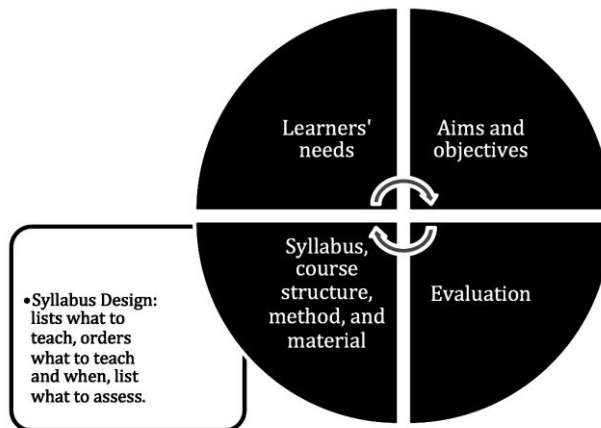 Learners'
needs
Aims and
objectives
Syllabus,
course
structure,
method, and
material
Evaluation
•Syllabus Design:
lists what to
teach, orders
what to teach
and when, list
what to assess.